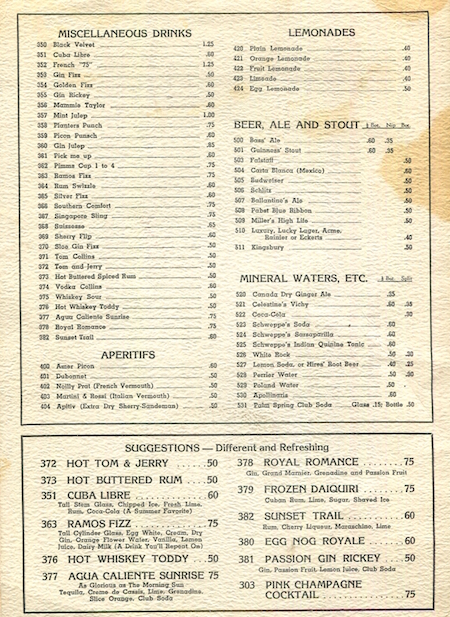 MISCELLANEOUS DRINKS
350 Black Velvet 1.25
351 Cuba Libre .60
352 French "75" 1.25
353 Gin Fizz .50
354 Golden Fizz .60
355 Gin Rickey .50
356 Mammie Taylor .60
357 Mint Julep 1.00
358 Planters Punch .75
359 Picon Punch .60
360 Gin Julep .85
361 Pick me up .60
362 Pimms Cup 1 to 4 .75
363 Ramos Fizz .75
364 Rum Swizzle .60
365 Silver Fizz .60
366 Southern Comfort .75
367 Singapore Sling .75
368 Suissesse .65
369 Sherry Flip .60
370 Sloe Gin Fizz .50
371 Tom Collins .50
372 Tom and Jerry .50
373 Hot Buttered Spiced Rum .50
374 Vodka Collins .60
375 Whiskey Sour .50
376 Hot Whiskey Toddy .50
377 Agua Caliente Sunrise .75
378 Royal Romance .75
382 Sunset Trail .60
APERITIFS
400 Amer Picon .60
401 Dubonnet .50
402 Noilly Prat (French Vermouth) .50
403 Martini & Rossi (Italian Vermouth) .50
404 Apitiv (Extra Dry Sherry-Sandeman) .50
LEMONADES
420 Plain Lemonade .40
421 Orange Lemonade .40
422 Fruit Lemonade .40
423 Limeade .40
424 Egg Lemonade .50
BEER, ALE AND STOUT Nip
500 Bass' Ale .60 .35
501 Guinness' Stout .60 .35
503 Falstaff .50
504 Carta Blanca (Mexico) .60
505 Budweiser .50
506 Schlitz .50
507 Ballantine's Ale .50
508 Pabst Blue Ribbon .50
509 Miller's High Life .50
510 Luxury, Lucky Lager, Acme,
Rainier or Eckerts .45
511 Kingsbury .50
MINERAL WATERS, ETC. Split
520 Canada Dry Ginger Ale .35
521 Celestine's Vichy .60 .35
522 Coca-Cola .30
523 Schweppe's Soda .60
524 Schweppe's Sarsaparilla .60
525 Schweppe's Indian Quinine Tonic .60
526 White Rock .50 .30
527 Lemon Soda, or Hires' Root Beer .40 .25
528 Perrier Water .50 .30
529 Poland Water .50
530 Apollinaris .60
531 Palm Spring Club Soda Glass .15; Bottle .50
SUGGESTIONS — Different and Refreshing
372 HOT TOM & JERRY ...... 50
373 HOT BUTTERED RUM ... 50
351 CUBA LIBRE .............. 60
Tall Stem Glass, Chipped Ice, Fresh Lime,
Rum, Coca-Cola (A Summer Favorite)
363 RAMOS FIZZ ............. 75
Tall Cylinder Glass, Egg White, Cream, Dry
Gin, Orange Flower Water, Vanilla, Lemon
Juice, Dairy Milk (A Drink You'll Repeat On)
376 HOT WHISKEY TODDY .. 50
377 AGUA CALIENTE SUNRISE 75
As Glorious as The Morning Sun
Tequila, Creme de Cassis, Lime, Grenadine,
Slice Orange, Club Soda
378 ROYAL ROMANCE ........ 75
Gin, Grand Marnier, Grenadine and Passion Fruit
379 FROZEN DAIQUIRI ....... 75
Cuban Rum, Lime, Sugar, Shaved Ice
382 SUNSET TRAIL ........... 60
Rum, Cherry Liqueur, Maraschino, Lime
380 EGG NOG ROYALE ...... 60
381 PASSION GIN RICKEY .. 50
Gin, Passion Fruit, Lemon Juice, Club Soda
303 PINK CHAMPAGNE
COCKTAIL ............... 75